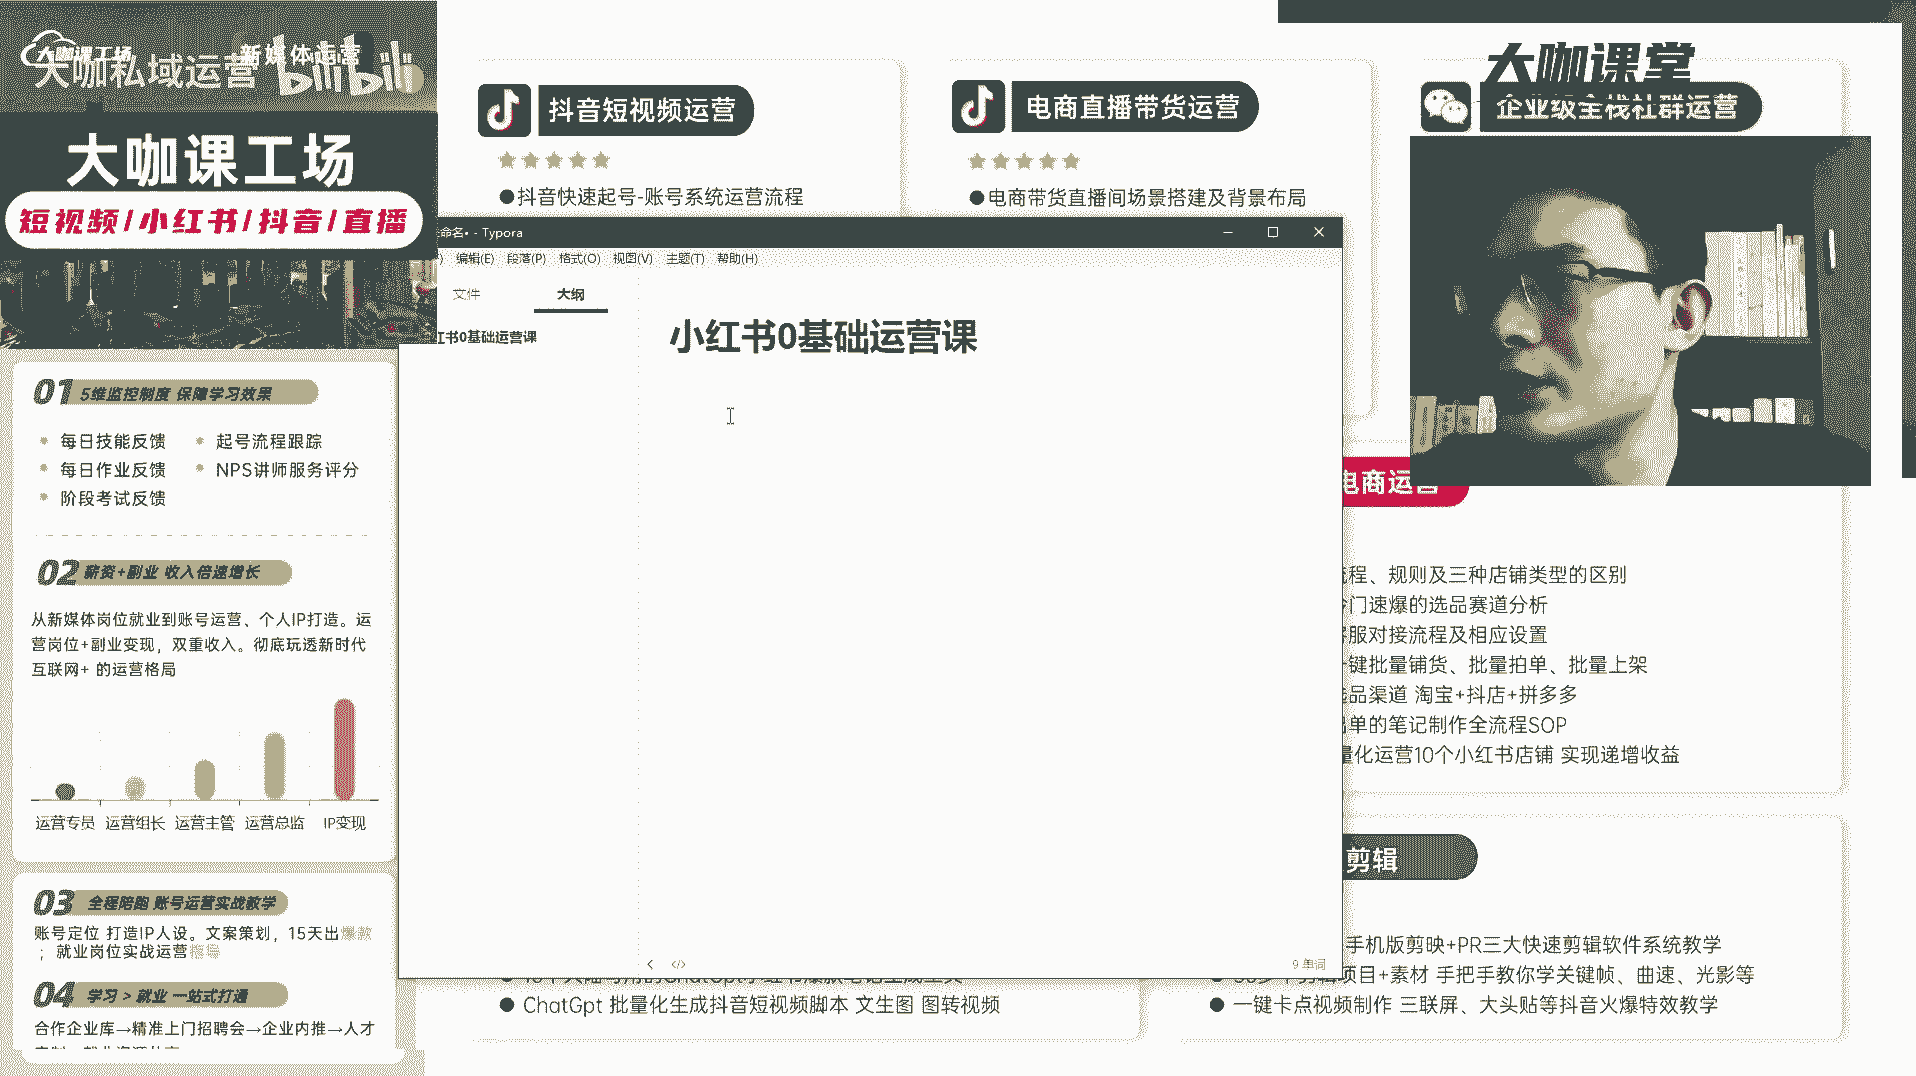 大咖课工场
新媒体运营
大咖私域运营 bilibili
大咖课工场
短视频/小红书/抖音/直播
01 5维监控制度 保障学习效果
每日技能反馈
起号流程跟踪
每日作业反馈
NPS讲师服务评分
阶段考试反馈
02 薪资+副业 收入倍速增长
从新媒体岗位就业到账号运营、个人IP打造。运
营岗位+副业变现，双重收入。彻底玩透新时代
互联网+ 的运营格局
运营专员 运营组长 运营主管 运营总监 IP变现
03 全程陪跑 账号运营实战教学
账号定位 打造IP人设。文案策划，15天出爆款
；就业岗位实战运营指导
04 学习 > 就业 一站式打通
合作企业库→精准上门招聘会→企业内推→人才
抖音短视频运营
●抖音快速起号-账号系统运营流程
电商直播带货运营
●电商带货直播间场景搭建及背景布局
大咖课堂
企业级全栈社群运营
命名• - Typora
编辑(E) 段落(P) 格式(O) 视图(V) 主题(T) 帮助(H)
文件
大纲
红书0基础运营课
小红书0基础运营课
9 单词
电商运营
流程、规则及三种店铺类型的区别
冷门速爆的选品赛道分析
客服对接流程及相应设置
一键批量铺货、批量拍单、批量上架
选品渠道 淘宝+抖店+拼多多
出单的笔记制作全流程SOP
量化运营10个小红书店铺 实现递增收益
剪辑
手机版剪映+PR三大快速剪辑软件系统教学
项目+素材 手把手教你学关键帧、曲速、光影等
● 一键卡点视频制作 三联屏、大头贴等抖音火爆特效教学
● ChatGpt 批量化生成抖音短视频脚本 文生图 图转视频